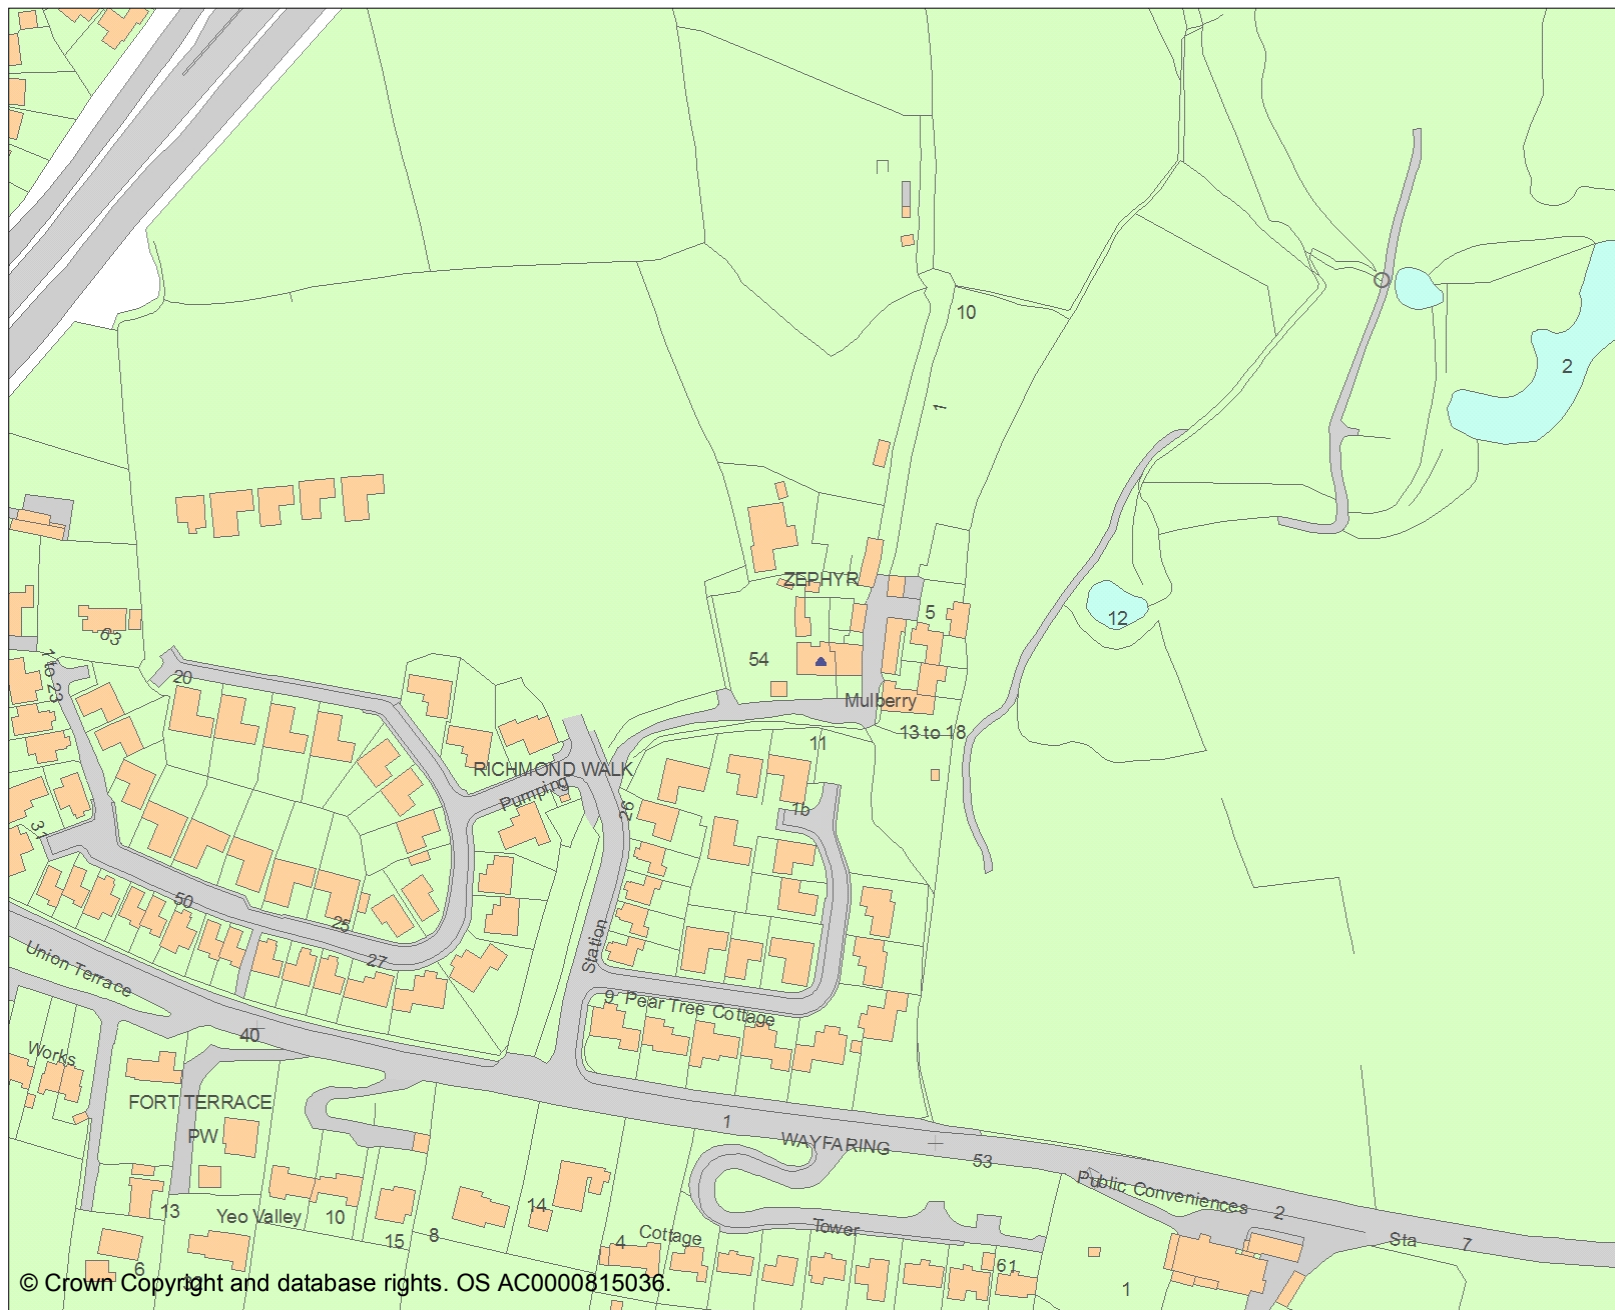 2
10
1
ZEPHYR
5
12
63
54
1 to 23
20
Mulberry
13 to 18
11
RICHMOND WALK
Pumping
26
1b
31
50
25
27
Station
Union Terrace
9
Pear Tree Cottage
40
Works
FORT TERRACE
PW
1
WAYFARING
53
Public Conveniences
2
13
Yeo Valley
10
14
15
8
4
Cottage
Tower
Sta
7
61
6
1
© Crown Copyright and database rights. OS AC0000815036.